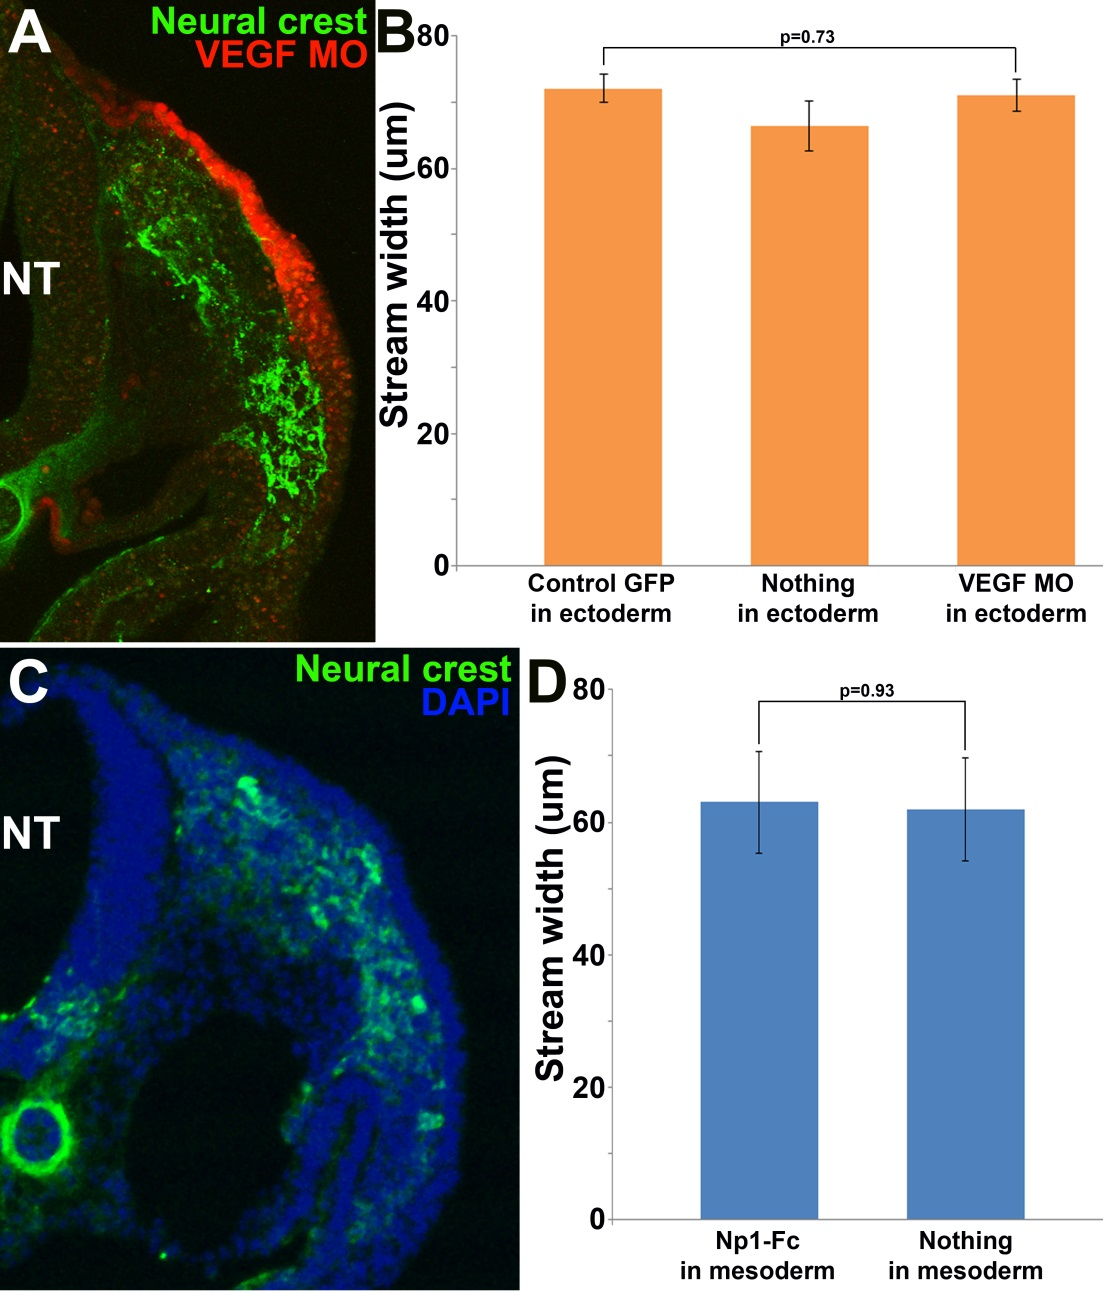 A
Neural crest
VEGF MO
NT
B
80
60
40
20
0
Stream width (um)
p=0.73
Control GFP
in ectoderm
Nothing
in ectoderm
VEGF MO
in ectoderm
C
Neural crest
DAPI
NT
D
80
60
40
20
0
Stream width (um)
p=0.93
Np1-Fc
in mesoderm
Nothing
in mesoderm